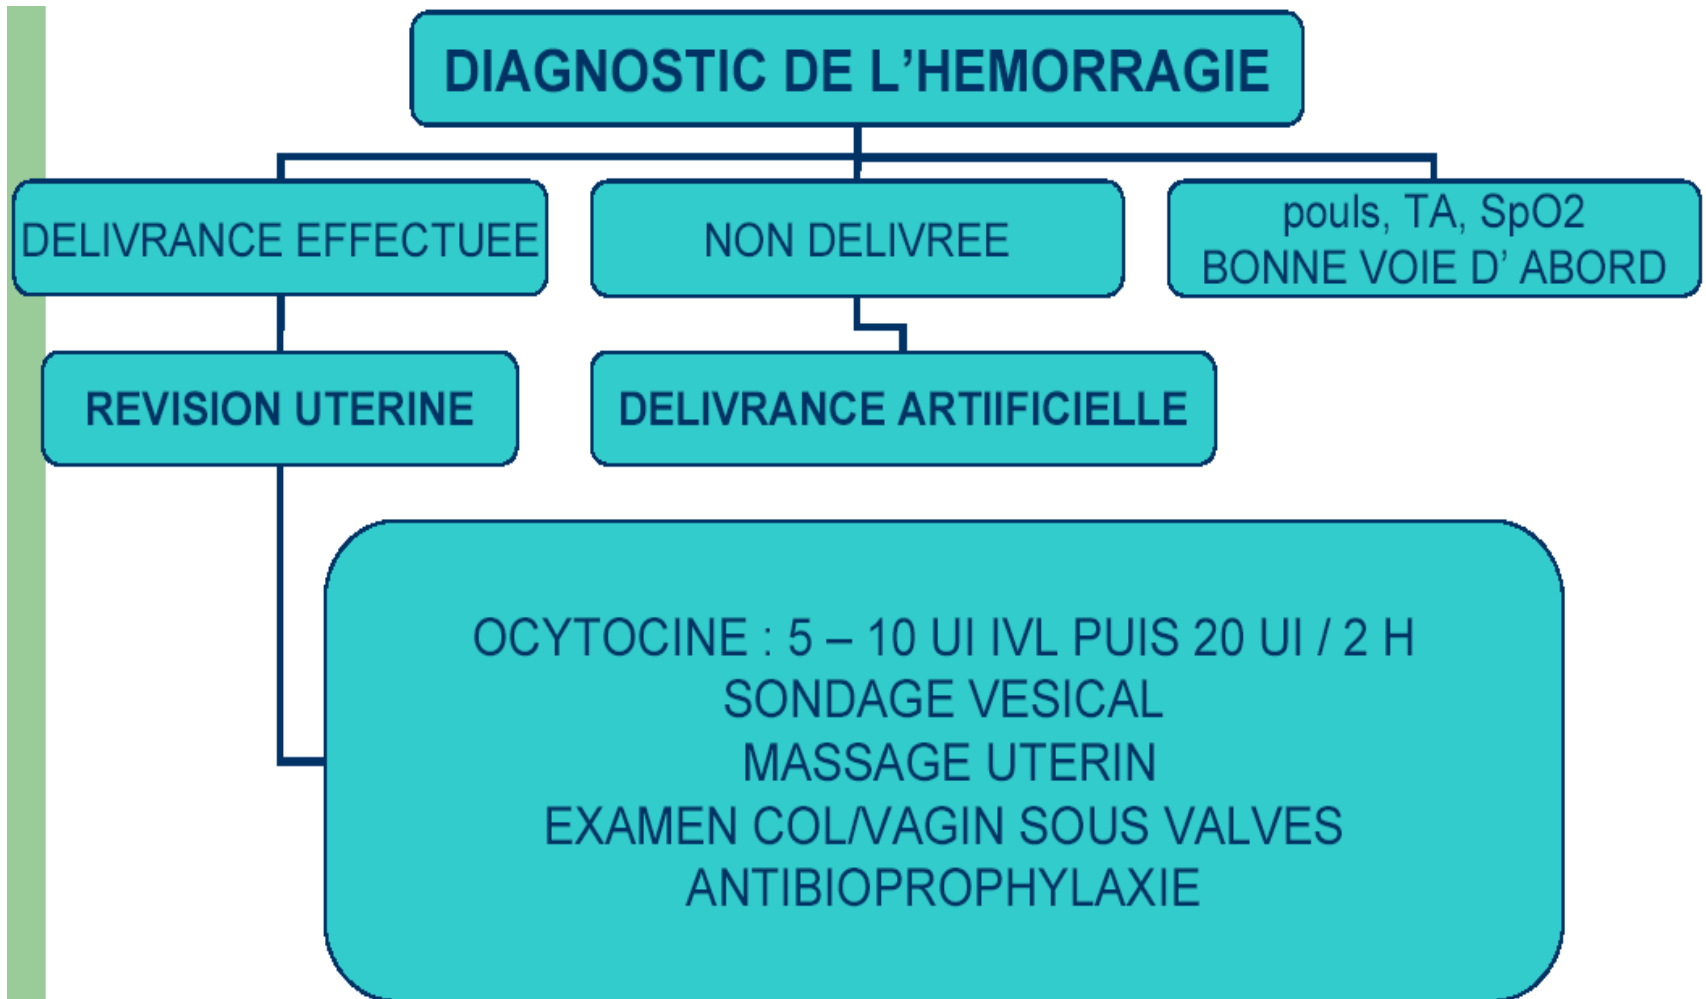 DIAGNOSTIC DE L’HEMORRAGIE
DELIVRANCE EFFECTUEE
NON DELIVREE
pouls, TA, SpO2
BONNE VOIE D’ ABORD
REVISION UTERINE
DELIVRANCE ARTIIFICIELLE
OCYTOCINE : 5 – 10 UI IVL PUIS 20 UI / 2 H
SONDAGE VESICAL
MASSAGE UTERIN
EXAMEN COL/VAGIN SOUS VALVES
ANTIBIOPROPHYLAXIE